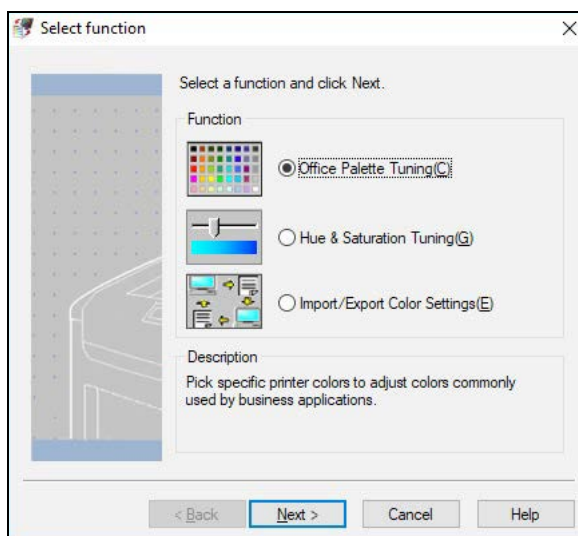 Select function
Select a function and click Next.
Function
Office Palette Tuning(C)
Hue & Saturation Tuning(G)
Import/Export Color Settings(E)
Description
Pick specific printer colors to adjust colors commonly
used by business applications.
< Back Next > Cancel Help